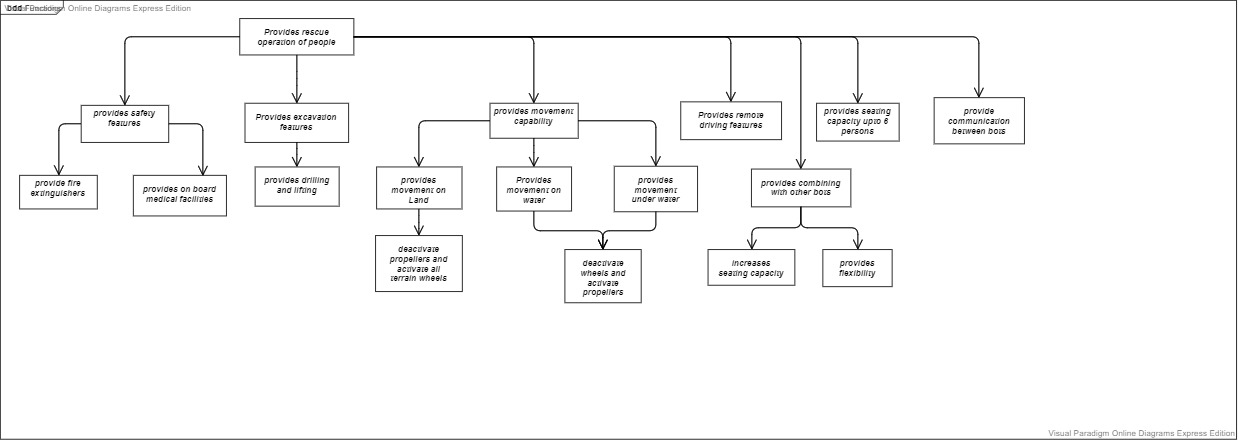 bdd Functions
Visual Paradigm Online Diagrams Express Edition
Provides rescue
operation of people
provides safety
features
Provides excavation
features
provides movement
capability
Provides remote
driving features
provides seating
capacity upto 6
persons
provide
communication
between bots
provide fire
extinguishers
provides on board
medical facilities
provides drilling
and lifting
provides
movement on
Land
Provides
movement on
water
provides
movement
under water
provides combining
with other bots
deactivate
propellers and
activate all
terrain wheels
deactivate
wheels and
activate
propellers
increases
seating capacity
provides
flexibility
Visual Paradigm Online Diagrams Express Edition